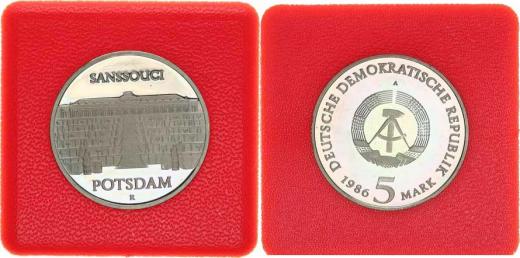 SANSSOUCI
POTSDAM
R
A
DEUTSCHE DEMOKRATISCHE REPUBLIK
1986 5 MARK